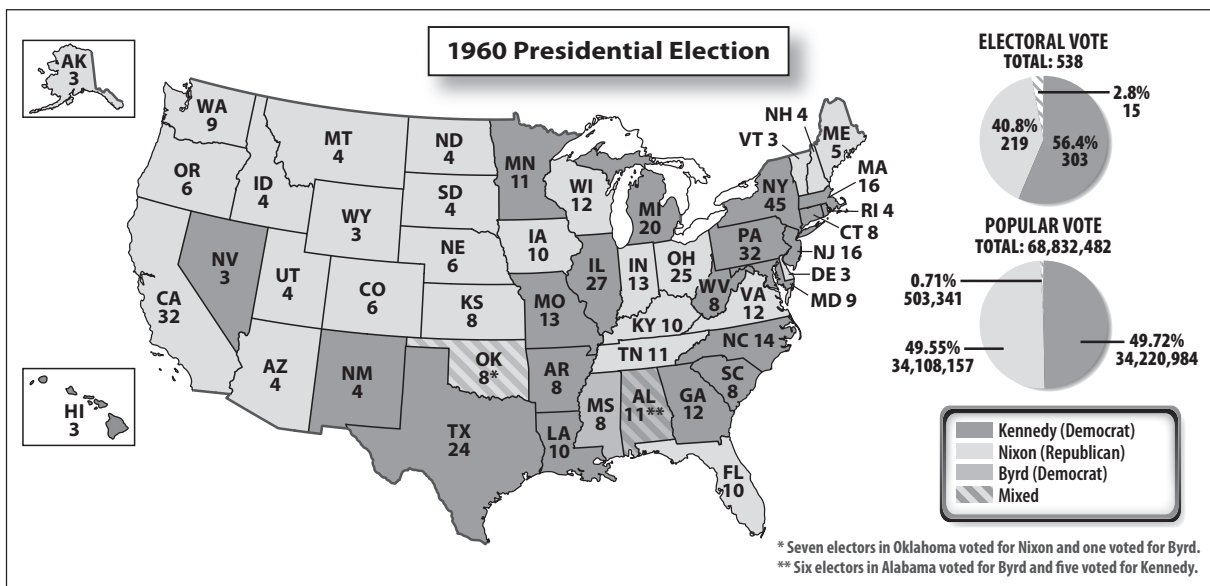 1960 Presidential Election
AK
3
HI
3
WA
9
OR
6
CA
32
NV
3
ID
4
MT
4
WY
3
UT
4
AZ
4
CO
6
NM
4
ND
4
SD
4
NE
6
KS
8
OK
8*
TX
24
MN
11
IA
10
MO
13
AR
8
LA
10
WI
12
IL
27
MI
20
IN
13
OH
25
KY 10
TN 11
MS
8
AL
11**
GA
12
FL
10
SC
8
NC 14
VA
12
WV
8
PA
32
NY
45
VT 3
NH 4
ME
5
MA
16
RI 4
CT 8
NJ 16
DE 3
MD 9
ELECTORAL VOTE
TOTAL: 538
2.8%
15
40.8%
219
56.4%
303
POPULAR VOTE
TOTAL: 68,832,482
0.71%
503,341
49.55%
34,108,157
49.72%
34,220,984
Kennedy (Democrat)
Nixon (Republican)
Byrd (Democrat)
Mixed
* Seven electors in Oklahoma voted for Nixon and one voted for Byrd.
** Six electors in Alabama voted for Byrd and five voted for Kennedy.